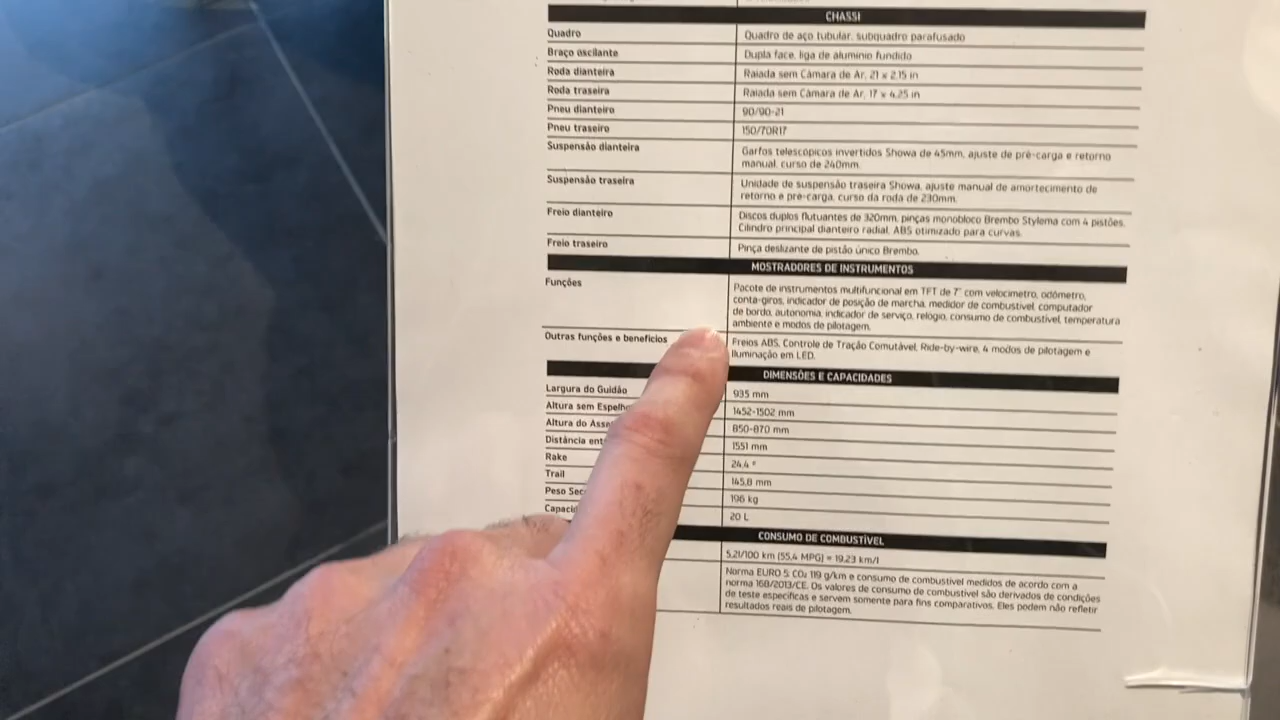 CHASSI
Quadro
Quadro de aço tubular, subquadro parafusado
Braço oscilante
Dupla face, liga de alumínio fundido
Roda dianteira
Raiada sem Câmara de Ar, 21 x 2.15 in
Roda traseira
Raiada sem Câmara de Ar, 17 x 4.25 in
Pneu dianteiro
90/90-21
Pneu traseiro
150/70R17
Suspensão dianteira
Garfos telescópicos invertidos Showa de 45mm, ajuste de pré-carga e retorno
manual, curso de 240mm.
Suspensão traseira
Unidade de suspensão traseira Showa, ajuste manual de amortecimento de
retorno e pré-carga, curso da roda de 230mm.
Freio dianteiro
Discos duplos flutuantes de 320mm, pinças monobloco Brembo Stylema com 4 pistões,
Cilindro principal dianteiro radial, ABS otimizado para curvas.
Freio traseiro
Pinça deslizante de pistão único Brembo.
MOSTRADORES DE INSTRUMENTOS
Funções
Pacote de instrumentos multifuncional em TFT de 7" com velocímetro, odômetro,
conta-giros, indicador de posição de marcha, medidor de combustível, computador
de bordo, autonomia, indicador de serviço, relógio, consumo de combustível, temperatura
ambiente e modos de pilotagem.
Outras funções e benefícios
Freios ABS, Controle de Tração Comutável, Ride-by-wire, 4 modos de pilotagem e
Iluminação em LED.
DIMENSÕES E CAPACIDADES
Largura do Guidão
935 mm
Altura sem Espelho
1452-1502 mm
Altura do Asse
850-870 mm
Distância ent
1551 mm
Rake
24.4 º
Trail
145.8 mm
Peso Sec
196 kg
Capaci
20 L
CONSUMO DE COMBUSTÍVEL
5.2l/100 km (55,4 MPG) = 19,23 km/l
Norma EURO 5 CO₂ 119 g/km e consumo de combustível medidos de acordo com a
norma 168/2013/CE. Os valores de consumo de combustível são derivados de condições
de teste específicas e servem somente para fins comparativos. Eles podem não refletir
resultados reais de pilotagem.